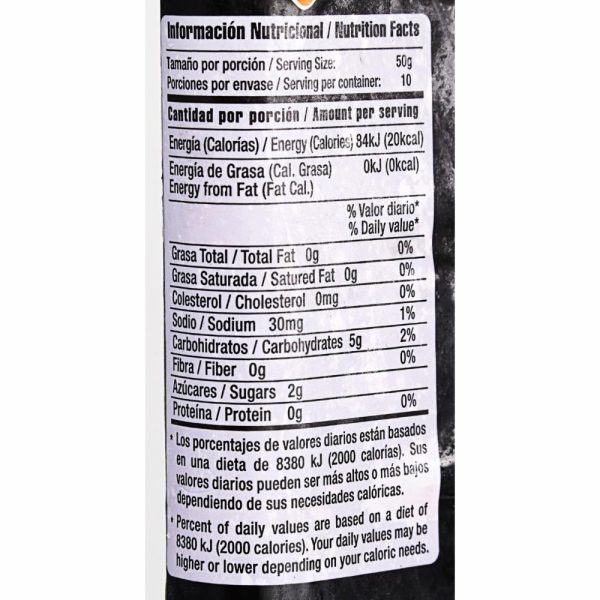 Información Nutricional / Nutrition Facts
Tamaño por porción / Serving Size: 50g
Porciones por envase / Serving per container: 10
Cantidad por porción / Amount per serving
Energía (Calorías) / Energy (Calories) 84kJ (20kcal)
Energía de Grasa (Cal. Grasa) 0kJ (0kcal)
Energy from Fat (Fat Cal.)
% Valor diario*
% Daily value*
Grasa Total / Total Fat 0g 0%
Grasa Saturada / Satured Fat 0g 0%
Colesterol / Cholesterol 0mg 0%
Sodio / Sodium 30mg 1%
Carbohidratos / Carbohydrates 5g 2%
Fibra / Fiber 0g 0%
Azúcares / Sugars 2g
Proteína / Protein 0g 0%
* Los porcentajes de valores diarios están basados
en una dieta de 8380 kJ (2000 calorías). Sus
valores diarios pueden ser más altos o más bajos
dependiendo de sus necesidades calóricas.
* Percent of daily values are based on a diet of
8380 kJ (2000 calories). Your daily values may be
higher or lower depending on your caloric needs.